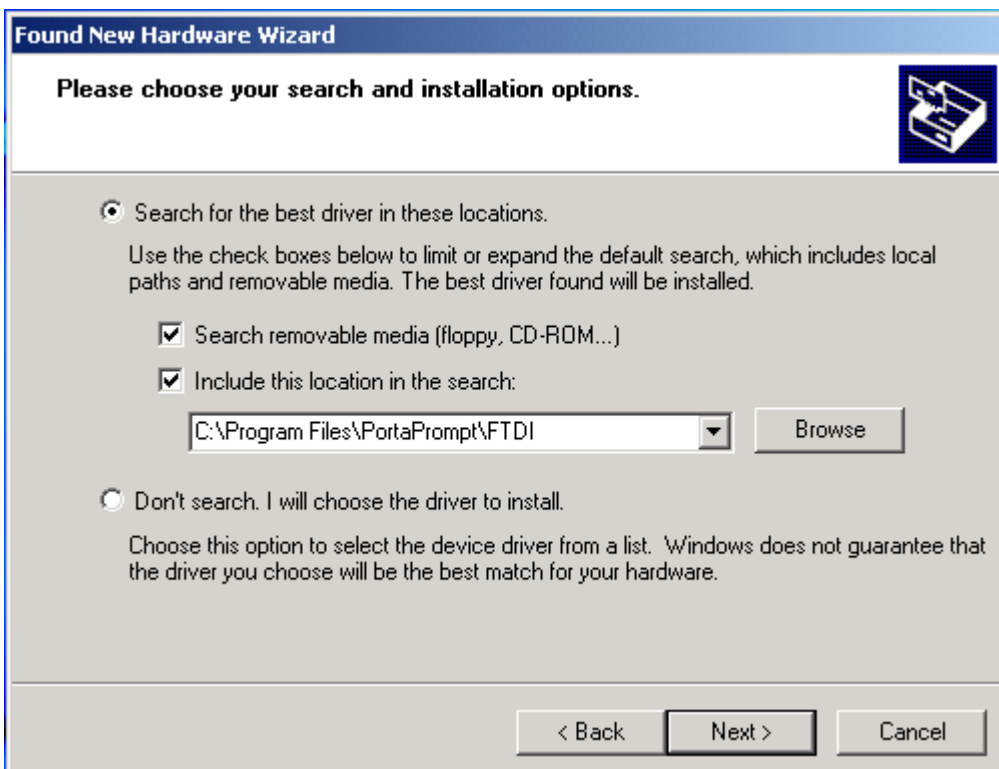 Found New Hardware Wizard
Please choose your search and installation options.
Search for the best driver in these locations.
Use the check boxes below to limit or expand the default search, which includes local
paths and removable media. The best driver found will be installed.
Search removable media (floppy, CD-ROM...)
Include this location in the search:
C:\Program Files\PortaPrompt\FTDI
Browse
Don't search. I will choose the driver to install.
Choose this option to select the device driver from a list.  Windows does not guarantee that
the driver you choose will be the best match for your hardware.
< Back   Next >   Cancel